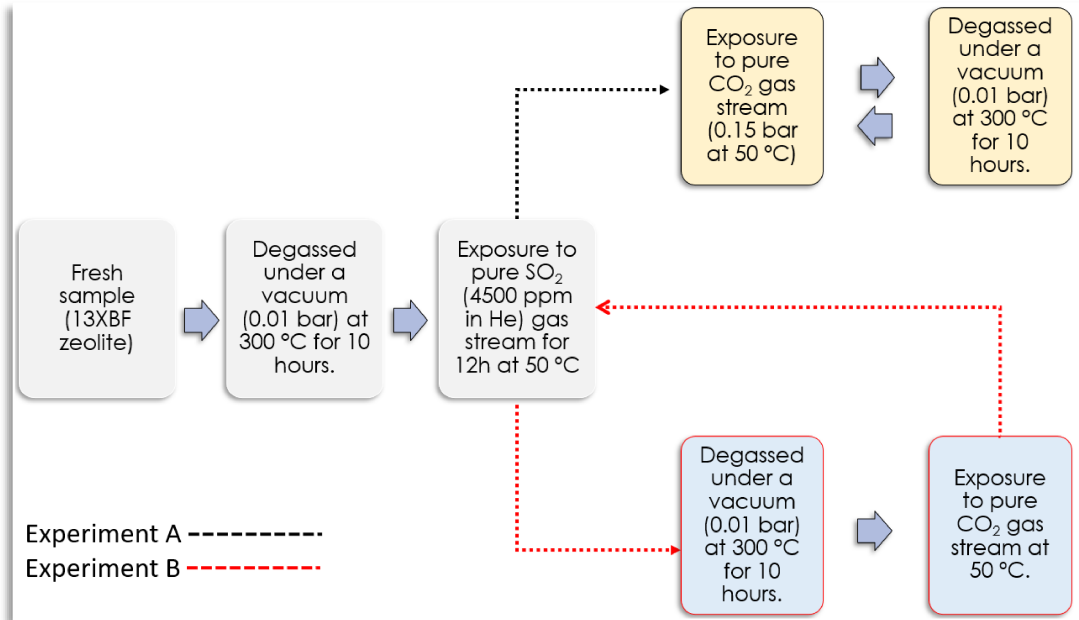 Exposure
to pure
CO₂ gas
stream
(0.15 bar
at 50 °C)
Degassed
under a
vacuum
(0.01 bar)
at 300 °C
for 10
hours.
Fresh
sample
(13XBF
zeolite)
Degassed
under a
vacuum
(0.01 bar) at
300 °C for 10
hours.
Exposure to
pure SO₂
(4500 ppm
in He) gas
stream for
12h at 50 °C
Degassed
under a
vacuum
(0.01 bar)
at 300 °C
for 10
hours.
Exposure
to pure
CO₂ gas
stream at
50 °C.
Experiment A
Experiment B